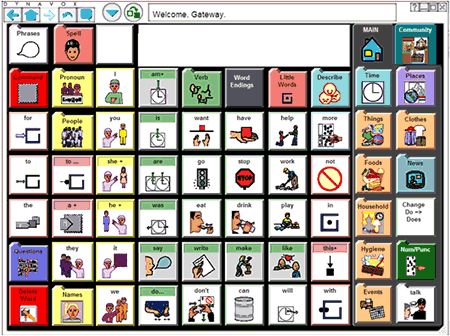 DYNAVOX
Welcome, Gateway.
Phrases Spell MAIN Community
Command Pronoun I am+ Verb Word Endings Little Words Describe Time Places
for People you is want have help more Things Clothes
to to ... she + are go stop work not Foods News
the a + he + was eat drink play in Household Change Do => Does
Questions they it say write make like this+ Hygiene Num/Punc
Delete Word Names we do... don't can will with Events talk